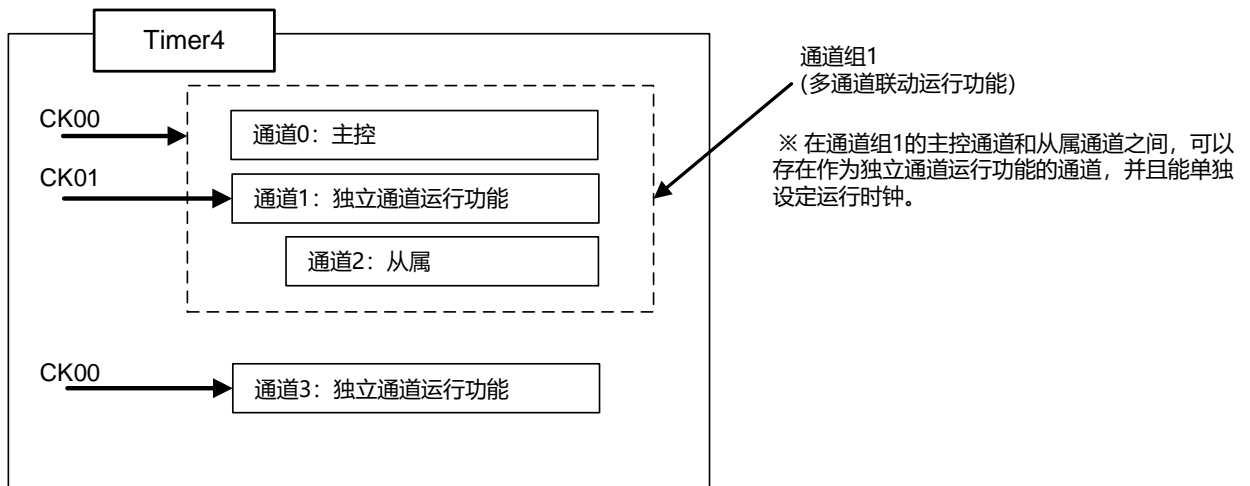 Timer4
通道组1
(多通道联动运行功能)
CK00
通道0：主控
※ 在通道组1的主控通道和从属通道之间，可以
存在作为独立通道运行功能的通道，并且能单独
设定运行时钟。
CK01
通道1：独立通道运行功能
通道2：从属
CK00
通道3：独立通道运行功能